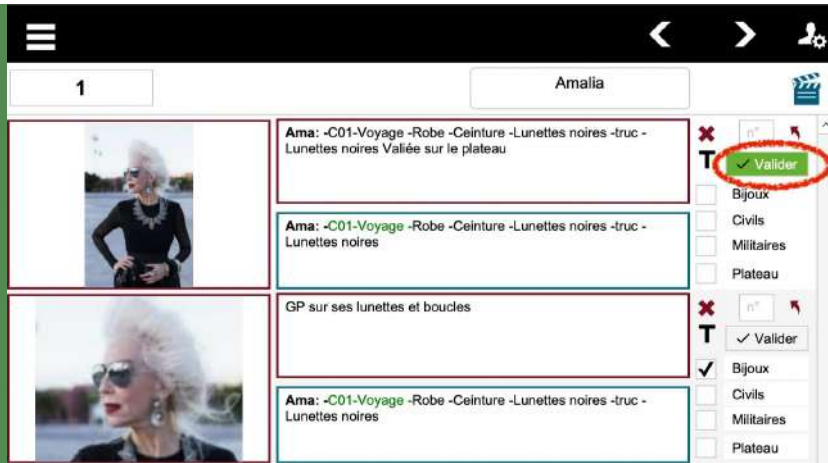 1
Amalia
Ama: -C01-Voyage -Robe -Ceinture -Lunettes noires -truc -
Lunettes noires Valiée sur le plateau
n°
T
✓ Valider
Bijoux
Ama: -C01-Voyage -Robe -Ceinture -Lunettes noires -truc -
Lunettes noires
Civils
Militaires
Plateau
GP sur ses lunettes et boucles
n°
T
✓ Valider
Bijoux
Ama: -C01-Voyage -Robe -Ceinture -Lunettes noires -truc -
Lunettes noires
Civils
Militaires
Plateau